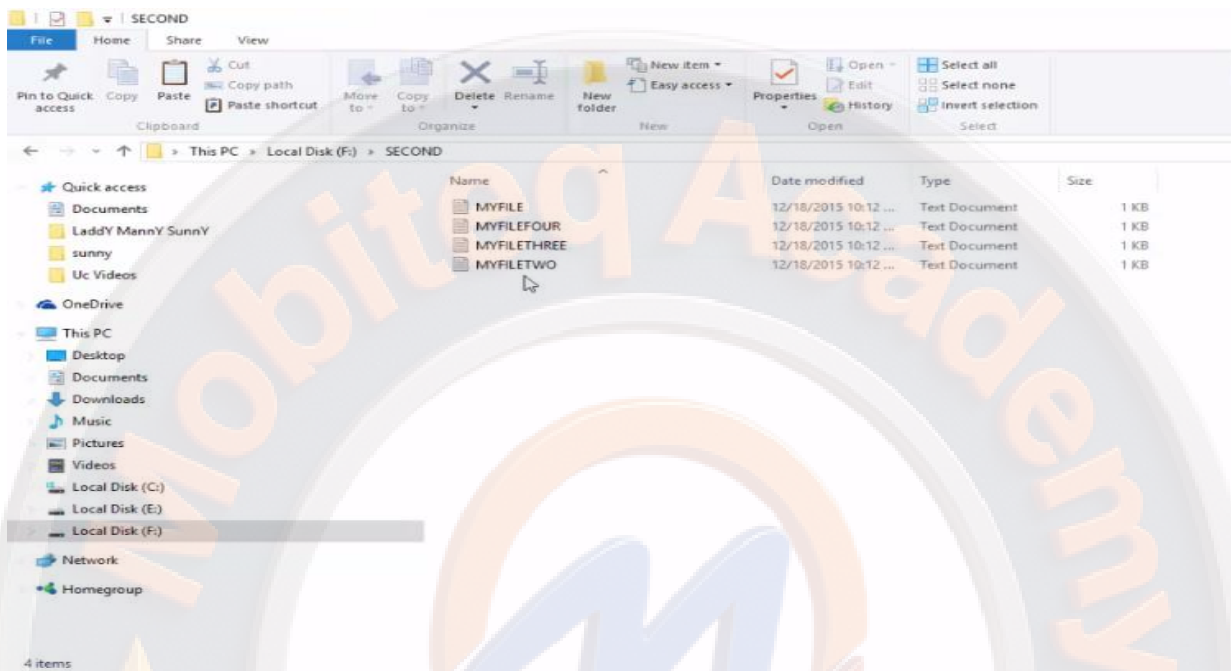 SECOND
File Home Share View
Pin to Quick access
Copy
Paste
Cut
Copy path
Paste shortcut
Clipboard
Move to
Copy to
Delete
Rename
Organize
New folder
New item
Easy access
New
Properties
Open
Edit
History
Open
Select all
Select none
Invert selection
Select
This PC > Local Disk (F:) > SECOND
Name Date modified Type Size
MYFILE 12/18/2015 10:12 ... Text Document 1 KB
MYFILEFOUR 12/18/2015 10:12 ... Text Document 1 KB
MYFILETHREE 12/18/2015 10:12 ... Text Document 1 KB
MYFILETWO 12/18/2015 10:12 ... Text Document 1 KB
Quick access
Documents
LaddY MannY SunnY
sunny
Uc Videos
OneDrive
This PC
Desktop
Documents
Downloads
Music
Pictures
Videos
Local Disk (C:)
Local Disk (E:)
Local Disk (F:)
Network
Homegroup
4 items
Mobiteq Academy